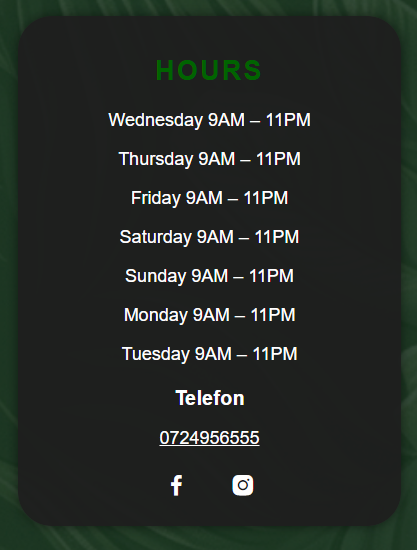 HOURS
Wednesday 9AM – 11PM
Thursday 9AM – 11PM
Friday 9AM – 11PM
Saturday 9AM – 11PM
Sunday 9AM – 11PM
Monday 9AM – 11PM
Tuesday 9AM – 11PM
Telefon
0724956555